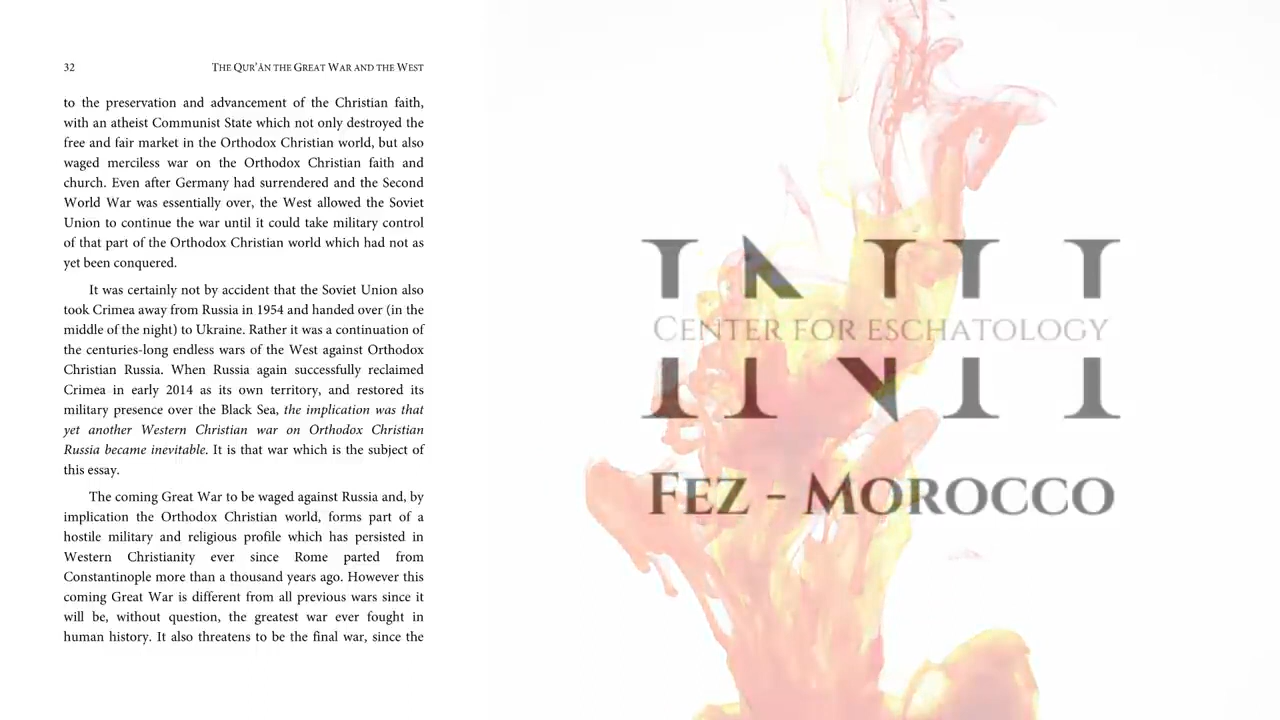 32 THE QUR'ĀN THE GREAT WAR AND THE WEST
to the preservation and advancement of the Christian faith,
with an atheist Communist State which not only destroyed the
free and fair market in the Orthodox Christian world, but also
waged merciless war on the Orthodox Christian faith and
church. Even after Germany had surrendered and the Second
World War was essentially over, the West allowed the Soviet
Union to continue the war until it could take military control
of that part of the Orthodox Christian world which had not as
yet been conquered.
It was certainly not by accident that the Soviet Union also
took Crimea away from Russia in 1954 and handed over (in the
middle of the night) to Ukraine. Rather it was a continuation of
the centuries-long endless wars of the West against Orthodox
Christian Russia. When Russia again successfully reclaimed
Crimea in early 2014 as its own territory, and restored its
military presence over the Black Sea, the implication was that
yet another Western Christian war on Orthodox Christian
Russia became inevitable. It is that war which is the subject of
this essay.
The coming Great War to be waged against Russia and, by
implication the Orthodox Christian world, forms part of a
hostile military and religious profile which has persisted in
Western Christianity ever since Rome parted from
Constantinople more than a thousand years ago. However this
coming Great War is different from all previous wars since it
will be, without question, the greatest war ever fought in
human history. It also threatens to be the final war, since the
INH
CENTER FOR ESCHATOLOGY
FEZ - MOROCCO